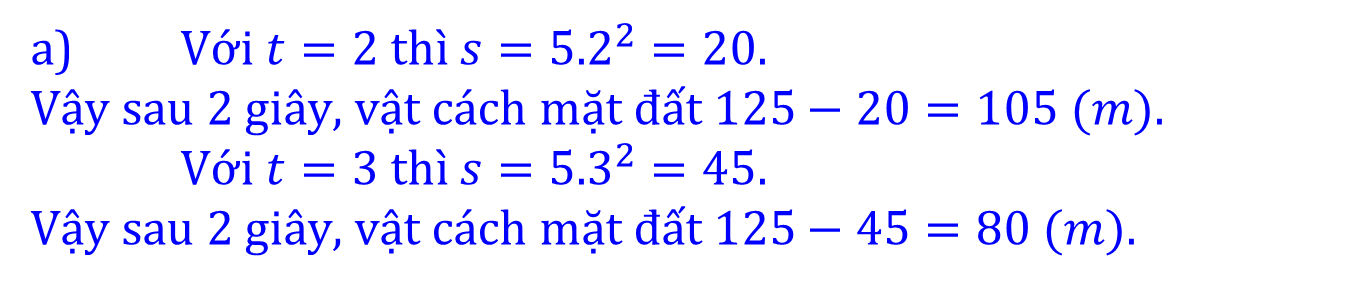 a) Với t = 2 thì s = 5.2² = 20.
Vậy sau 2 giây, vật cách mặt đất 125 − 20 = 105 (m).
Với t = 3 thì s = 5.3² = 45.
Vậy sau 2 giây, vật cách mặt đất 125 − 45 = 80 (m).